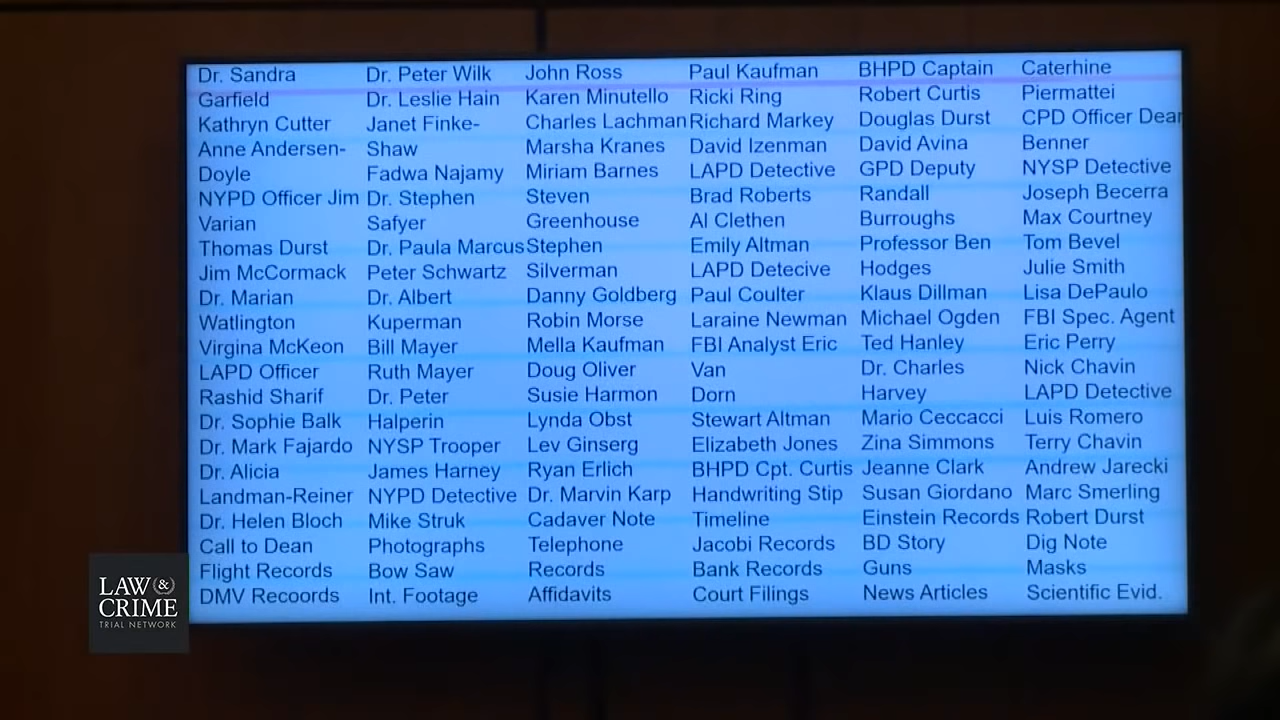 Dr. Sandra
Garfield
Kathryn Cutter
Anne Andersen-
Doyle
NYPD Officer Jim
Varian
Thomas Durst
Jim McCormack
Dr. Marian
Watlington
Virgina McKeon
LAPD Officer
Rashid Sharif
Dr. Sophie Balk
Dr. Mark Fajardo
Dr. Alicia
Landman-Reiner
Dr. Helen Bloch
Call to Dean
Flight Records
DMV Recoords
Dr. Peter Wilk
Dr. Leslie Hain
Janet Finke-
Shaw
Fadwa Najamy
Dr. Stephen
Safyer
Dr. Paula Marcus
Peter Schwartz
Dr. Albert
Kuperman
Bill Mayer
Ruth Mayer
Dr. Peter
Halperin
NYSP Trooper
James Harney
NYPD Detective
Mike Struk
Photographs
Bow Saw
Int. Footage
John Ross
Karen Minutello
Charles Lachman
Marsha Kranes
Miriam Barnes
Steven
Greenhouse
Stephen
Silverman
Danny Goldberg
Robin Morse
Mella Kaufman
Doug Oliver
Susie Harmon
Lynda Obst
Lev Ginserg
Ryan Erlich
Dr. Marvin Karp
Cadaver Note
Telephone
Records
Affidavits
Paul Kaufman
Ricki Ring
Richard Markey
David Izenman
LAPD Detective
Brad Roberts
Al Clethen
Emily Altman
LAPD Detecive
Paul Coulter
Laraine Newman
FBI Analyst Eric
Van
Dorn
Stewart Altman
Elizabeth Jones
BHPD Cpt. Curtis
Handwriting Stip
Timeline
Jacobi Records
Bank Records
Court Filings
BHPD Captain
Robert Curtis
Douglas Durst
David Avina
GPD Deputy
Randall
Burroughs
Professor Ben
Hodges
Klaus Dillman
Michael Ogden
Ted Hanley
Dr. Charles
Harvey
Mario Ceccacci
Zina Simmons
Jeanne Clark
Susan Giordano
Einstein Records
BD Story
Guns
News Articles
Caterhine
Piermattei
CPD Officer Dean
Benner
NYSP Detective
Joseph Becerra
Max Courtney
Tom Bevel
Julie Smith
Lisa DePaulo
FBI Spec. Agent
Eric Perry
Nick Chavin
LAPD Detective
Luis Romero
Terry Chavin
Andrew Jarecki
Marc Smerling
Robert Durst
Dig Note
Masks
Scientific Evid.
LAW &
CRIME
TRIAL NETWORK